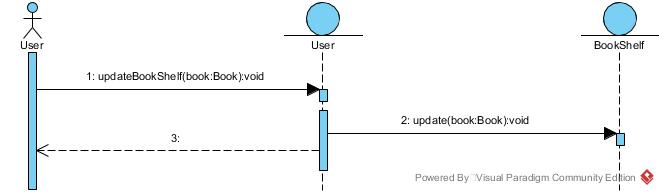 User
User
BookShelf
1: updateBookShelf(book:Book):void
2: update(book:Book):void
3:
Powered By Visual Paradigm Community Edition